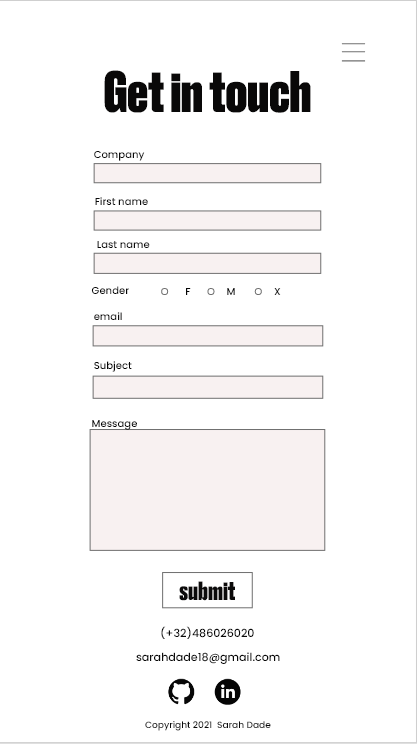 Get in touch
Company
First name
Last name
Gender F M X
email
Subject
Message
submit
(+32)486026020
sarahdade18@gmail.com
in
Copyright 2021 Sarah Dade